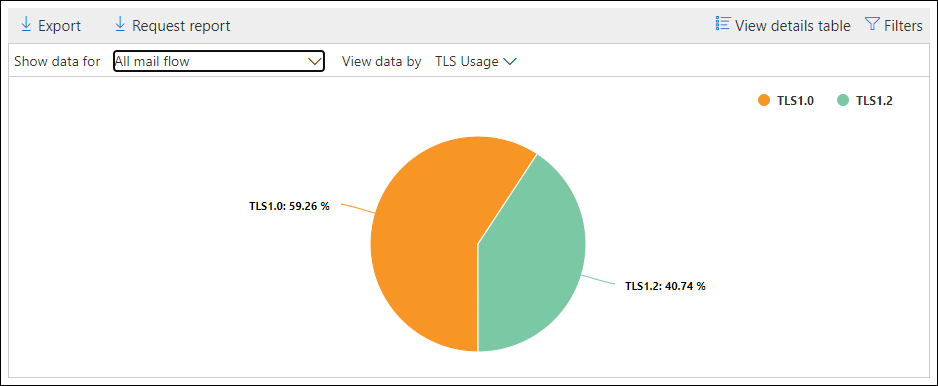 Export Request report View details table Filters
Show data for All mail flow View data by TLS Usage
TLS1.0 TLS1.2
TLS1.0: 59.26 %
TLS1.2: 40.74 %